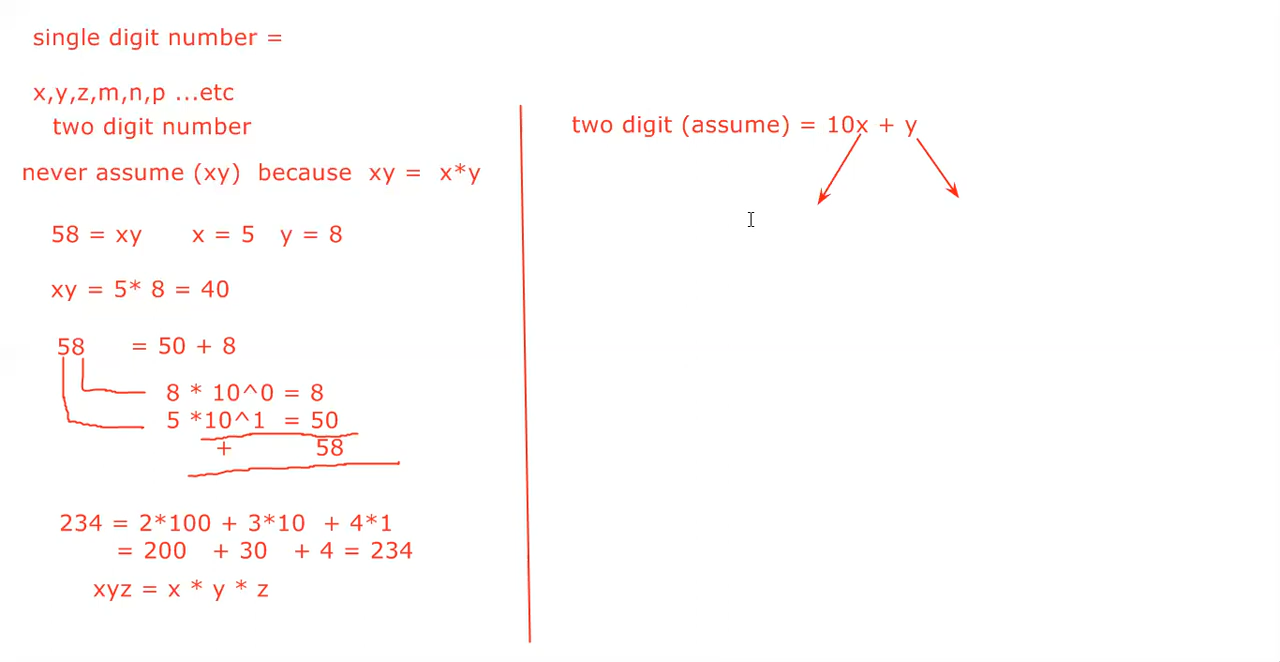 single digit number =
x,y,z,m,n,p ...etc
two digit number
never assume (xy)  because  xy =  x*y
58 = xy      x = 5   y = 8
xy = 5* 8 = 40
58      = 50 + 8
8 * 10^0 = 8
5 *10^1  = 50
+          58
234 = 2*100 + 3*10  + 4*1
= 200   + 30   + 4 = 234
xyz = x * y * z
two digit (assume) = 10x + y